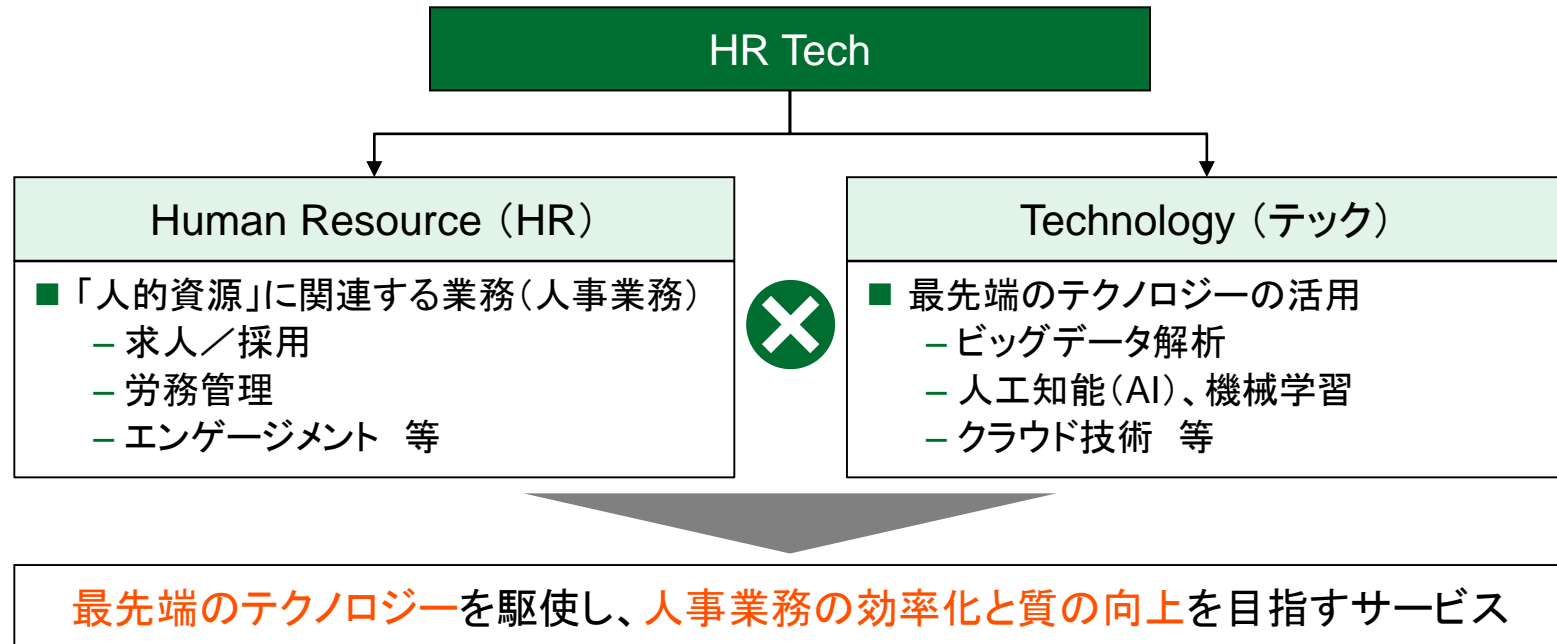 HR Tech
Human Resource（HR）
■「人的資源」に関連する業務（人事業務）
– 求人／採用
– 労務管理
– エンゲージメント　等
Technology（テック）
■ 最先端のテクノロジーの活用
– ビッグデータ解析
– 人工知能（AI）、機械学習
– クラウド技術　等
最先端のテクノロジーを駆使し、人事業務の効率化と質の向上を目指すサービス